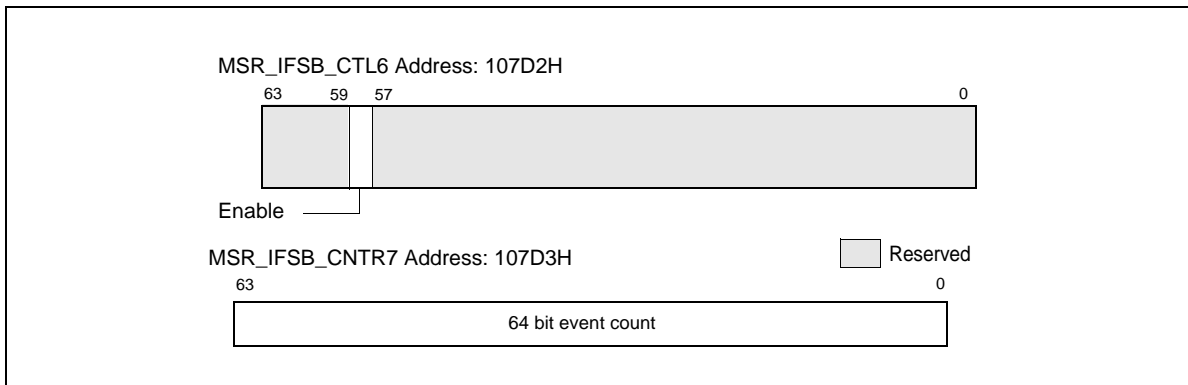 MSR_IFSB_CTL6 Address: 107D2H
63 59 57 0
Enable
MSR_IFSB_CNTR7 Address: 107D3H
Reserved
63 0
64 bit event count